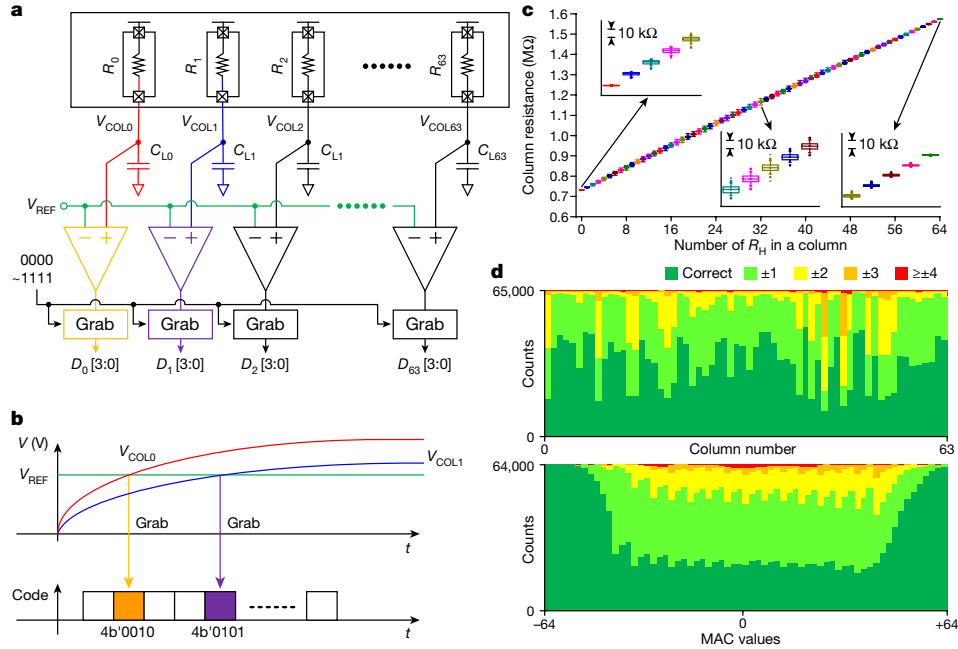 a
R0
R1
R2
R63
VCOL0
VCOL1
VCOL2
VCOL63
CL0
CL1
CL1
CL63
VREF
− +
− +
− +
− +
0000
~1111
Grab
Grab
Grab
Grab
D0 [3:0]
D1 [3:0]
D2 [3:0]
D63 [3:0]
b
V (V)
VCOL0
VCOL1
VREF
Grab
Grab
t
Code
4b'0010
4b'0101
t
c
Column resistance (MΩ)
1.6
1.5
1.4
1.3
1.2
1.1
1.0
0.9
0.8
0.7
0.6
10 kΩ
10 kΩ
10 kΩ
0 8 16 24 32 40 48 56 64
Number of RH in a column
d
Correct ±1 ±2 ±3 ≥±4
65,000
Counts
0
0 Column number 63
64,000
Counts
0
−64 0 +64
MAC values